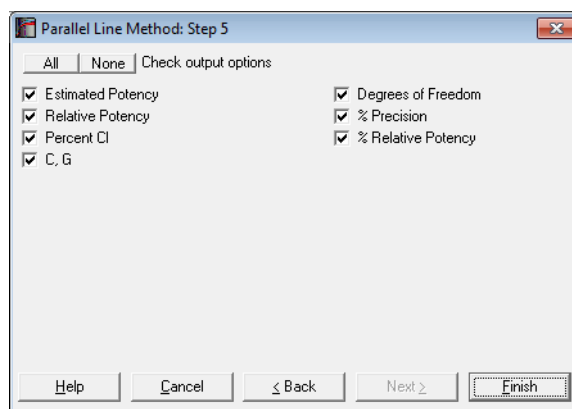 Parallel Line Method: Step 5
All None Check output options
Estimated Potency
Relative Potency
Percent CI
C, G
Degrees of Freedom
% Precision
% Relative Potency
Help Cancel < Back Next > Finish